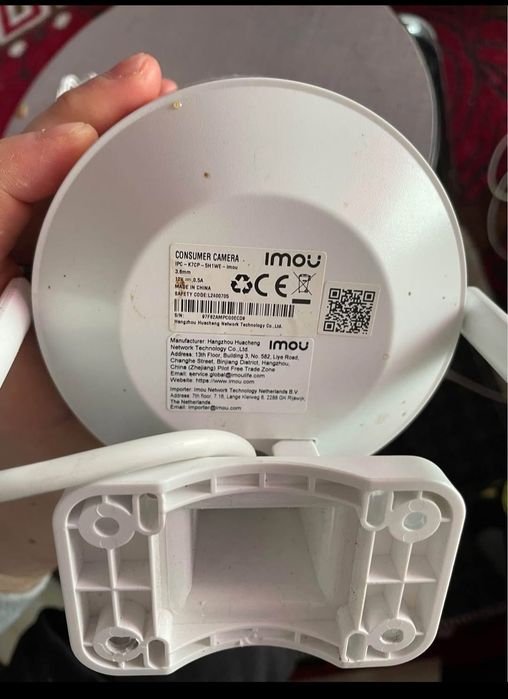 CONSUMER CAMERA
imou
IPC-K7CP-5H1WE-imou
3.6mm
12V 0.5A
MADE IN CHINA
SAFETY CODE:L2400705
CE
S/N:
Hangzhou Huacheng Network Technology Co., Ltd.
imou
Manufacturer: Hangzhou Huacheng
Network Technology Co.,Ltd.
Address: 13th Floor, Building 3, No. 582, Liye Road,
Changhe Street, Binjiang District, Hangzhou,
China (Zhejiang) Pilot Free Trade Zone
Email: service.global@imoulife.com
Website: https://www.imou.com
Importer: Imou Network Technology Netherlands B.V.
Address: 7th floor, 7.16, Lange Kleiweg 6, 2288 GK Rijswijk,
The Netherlands
Email: importer@imou.com